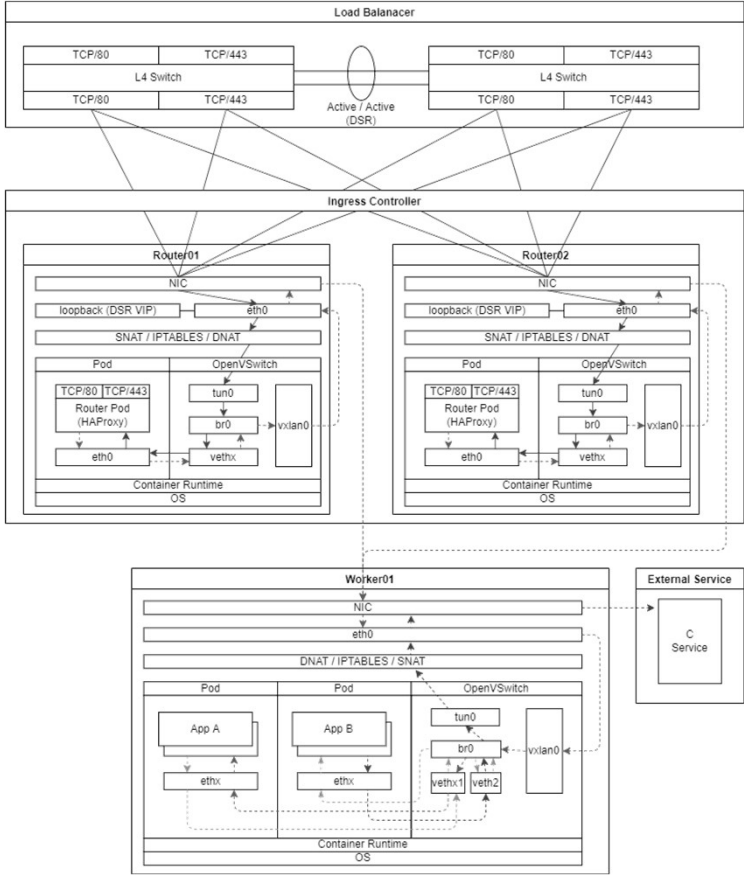 Load Balanacer
TCP/80 TCP/443
L4 Switch
TCP/80 TCP/443
Active / Active
(DSR)
TCP/80 TCP/443
L4 Switch
TCP/80 TCP/443
Ingress Controller
Router01
NIC
loopback (DSR VIP) eth0
SNAT / IPTABLES / DNAT
Pod OpenVSwitch
TCP/80 TCP/443
Router Pod
(HAProxy)
eth0
tun0
br0
vethx
vxlan0
Container Runtime
OS
Router02
NIC
loopback (DSR VIP) eth0
SNAT / IPTABLES / DNAT
Pod OpenVSwitch
TCP/80 TCP/443
Router Pod
(HAProxy)
eth0
tun0
br0
vethx
vxlan0
Container Runtime
OS
Worker01
NIC
eth0
DNAT / IPTABLES / SNAT
Pod Pod OpenVSwitch
App A
ethx
App B
ethx
tun0
br0
vethx1 veth2
vxlan0
Container Runtime
OS
External Service
C
Service